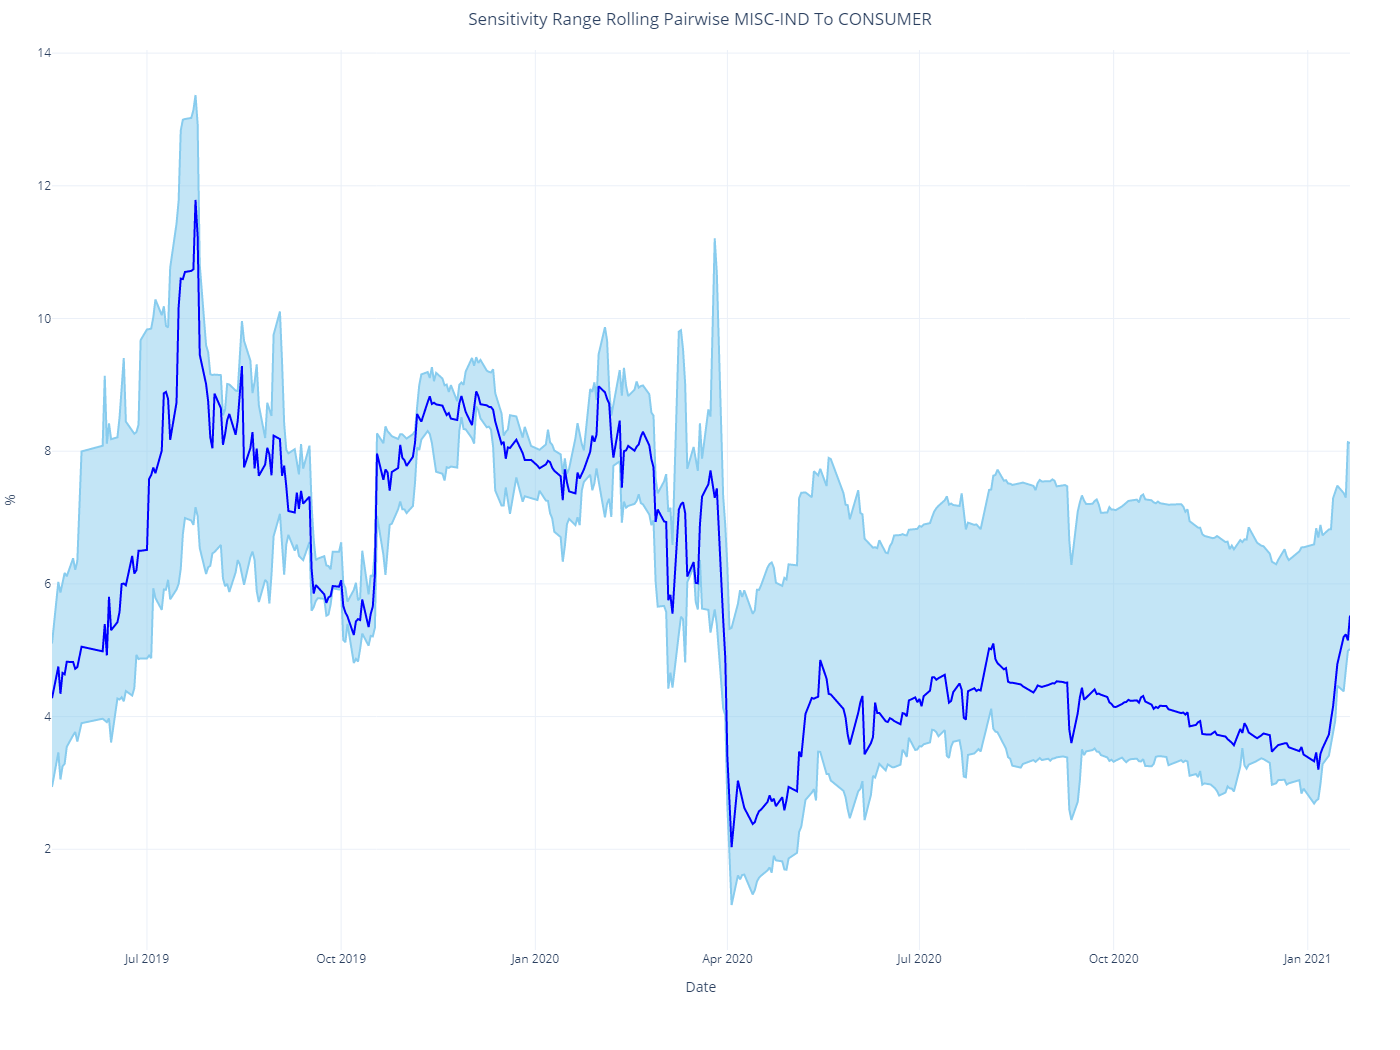 Sensitivity Range Rolling Pairwise MISC-IND To CONSUMER
14
12
10
8
6
4
2
%
Jul 2019
Oct 2019
Jan 2020
Apr 2020
Jul 2020
Oct 2020
Jan 2021
Date